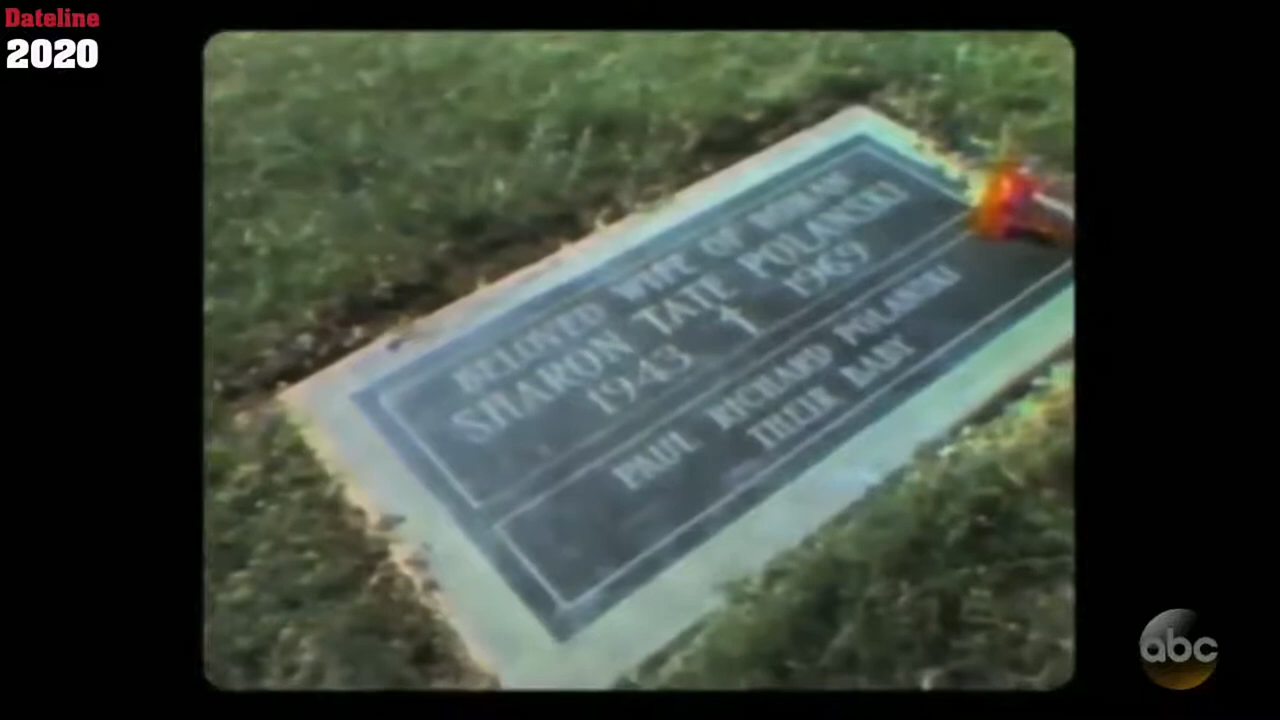 Dateline
2020
BELOVED WIFE OF ROMAN
SHARON TATE POLANSKI
1943 † 1969
PAUL RICHARD POLANSKI
THEIR BABY
abc